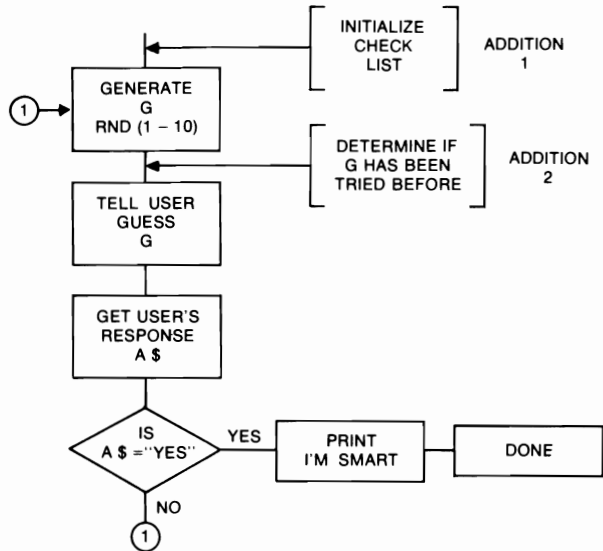 INITIALIZE
CHECK
LIST
ADDITION
1
GENERATE
G
RND (1 – 10)
1
DETERMINE IF
G HAS BEEN
TRIED BEFORE
ADDITION
2
TELL USER
GUESS
G
GET USER'S
RESPONSE
A $
IS
A $ ="YES"
YES
PRINT
I'M SMART
DONE
NO
1